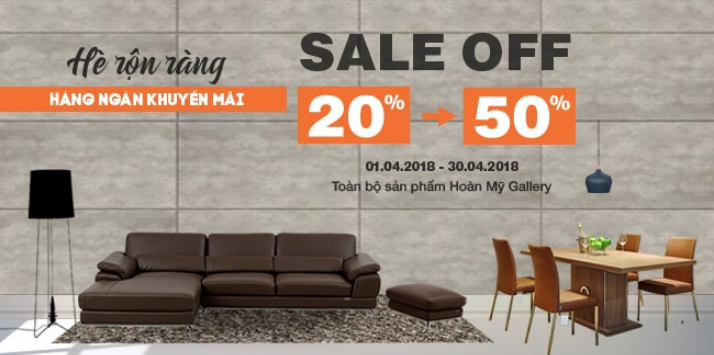 Hè rộn ràng
HÀNG NGÀN KHUYẾN MÃI
SALE OFF
20% → 50%
01.04.2018 - 30.04.2018
Toàn bộ sản phẩm Hoàn Mỹ Gallery